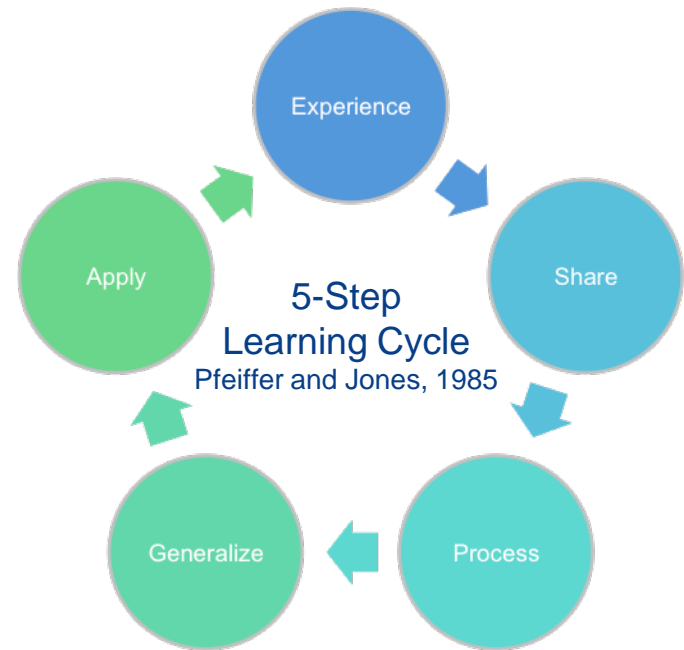 Experience
Share
Process
Generalize
Apply
5-Step
Learning Cycle
Pfeiffer and Jones, 1985